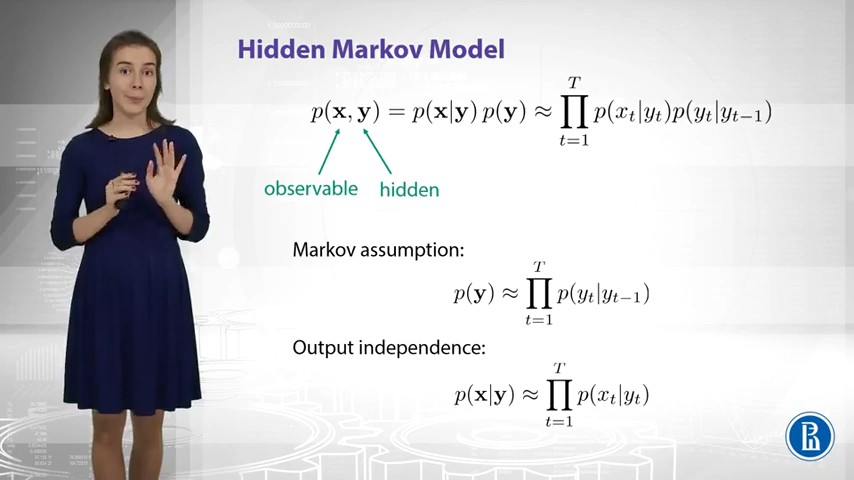 Hidden Markov Model
p(x, y) = p(x|y) p(y) ≈ ∏_{t=1}^{T} p(x_t|y_t)p(y_t|y_{t−1})
observable hidden
Markov assumption:
p(y) ≈ ∏_{t=1}^{T} p(y_t|y_{t−1})
Output independence:
p(x|y) ≈ ∏_{t=1}^{T} p(x_t|y_t)